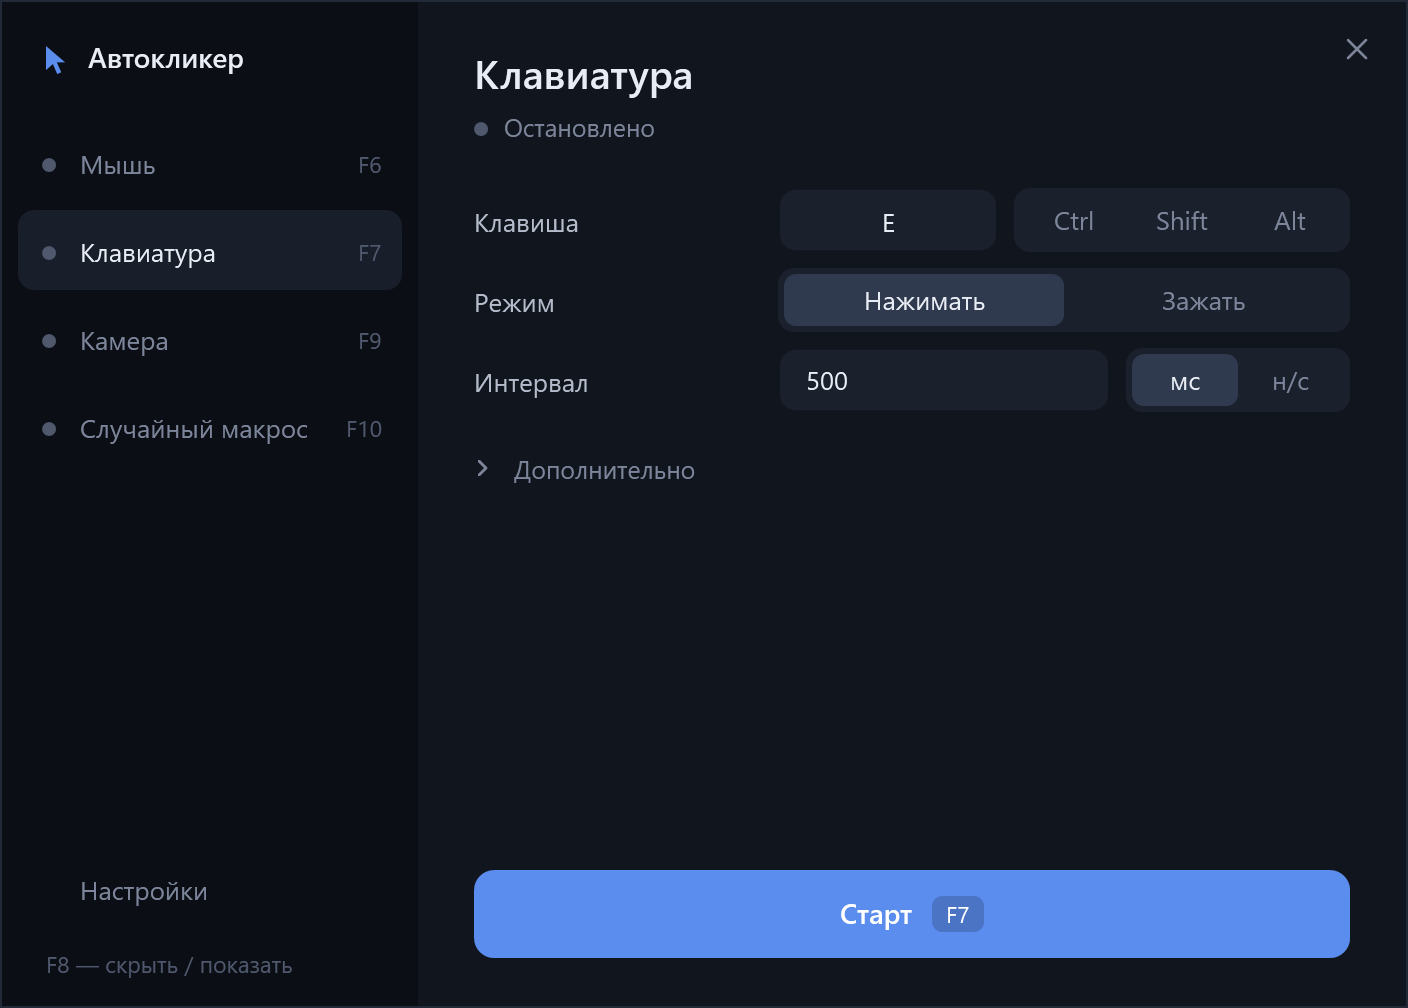 Автокликер
Мышь F6
Клавиатура F7
Камера F9
Случайный макрос F10
Настройки
F8 — скрыть / показать
Клавиатура
Остановлено
Клавиша E Ctrl Shift Alt
Режим Нажимать Зажать
Интервал 500 мс н/с
Дополнительно
Старт F7